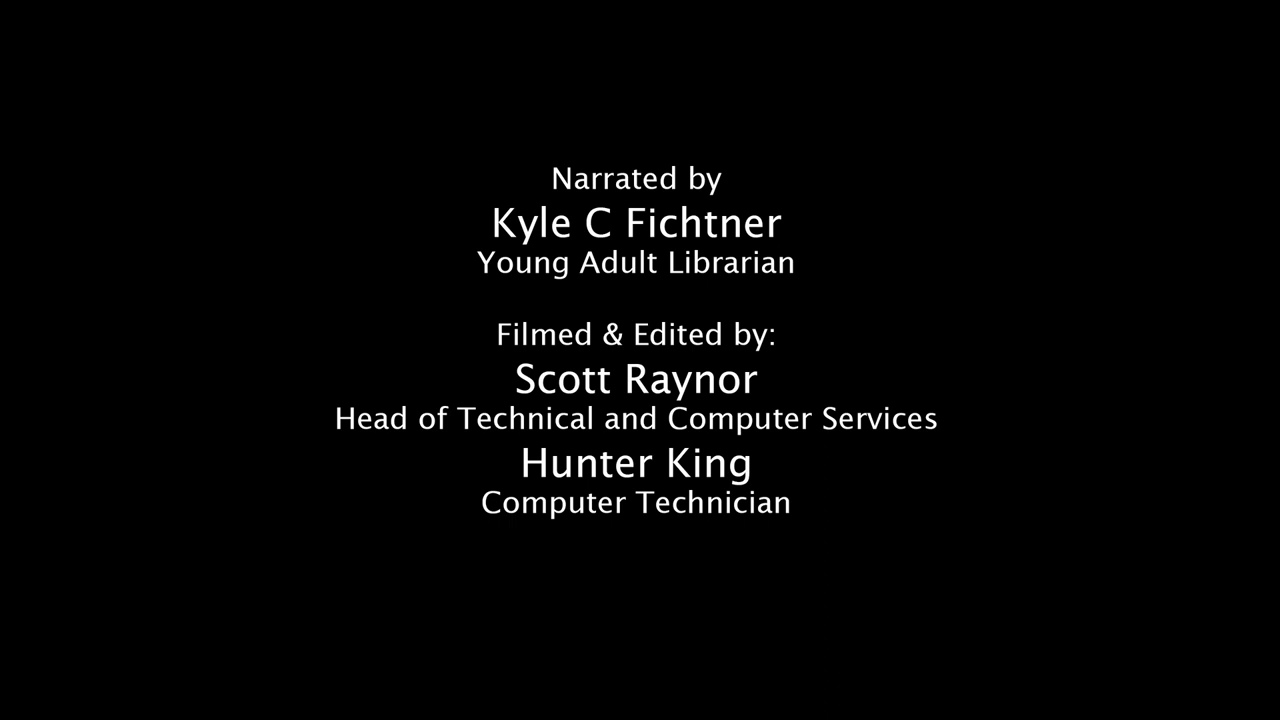 Narrated by
Kyle C Fichtner
Young Adult Librarian
Filmed & Edited by:
Scott Raynor
Head of Technical and Computer Services
Hunter King
Computer Technician